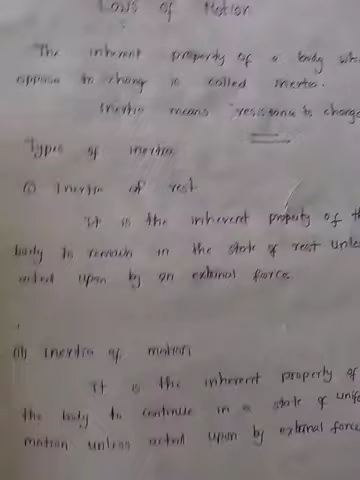 Laws of Motion
The inherent property of a body
oppose to change is called inertia.
Inertia means resistance to change
Types of inertia
(i) Inertia of rest
It is the inherent property of
body to remain in the state of rest
acted upon by an external force.
(ii) Inertia of motion
It is the inherent property of
the body to continue in a state of
motion unless acted upon by external force